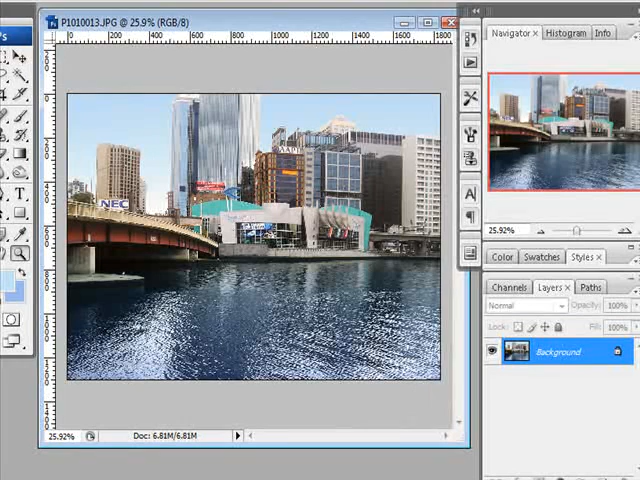 P1010013.JPG @ 25.9% (RGB/8)
0 200 400 600 800 1000 1200 1400 1600 1800
Navigator × Histogram Info
NEC
25.92%
Color Swatches Styles ×
Channels Layers × Paths
Normal Opacity: 100%
Lock: Fill: 100%
Background
25.92% Doc: 6.81M/6.81M